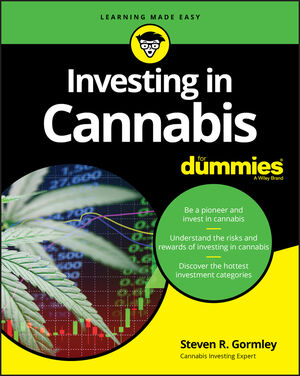 LEARNING MADE EASY
Investing in
Cannabis
for
dummies
A Wiley Brand
Be a pioneer and
invest in cannabis
Understand the risks and
rewards of investing in cannabis
Discover the hottest
investment categories
Steven R. Gormley
Cannabis Investing Expert